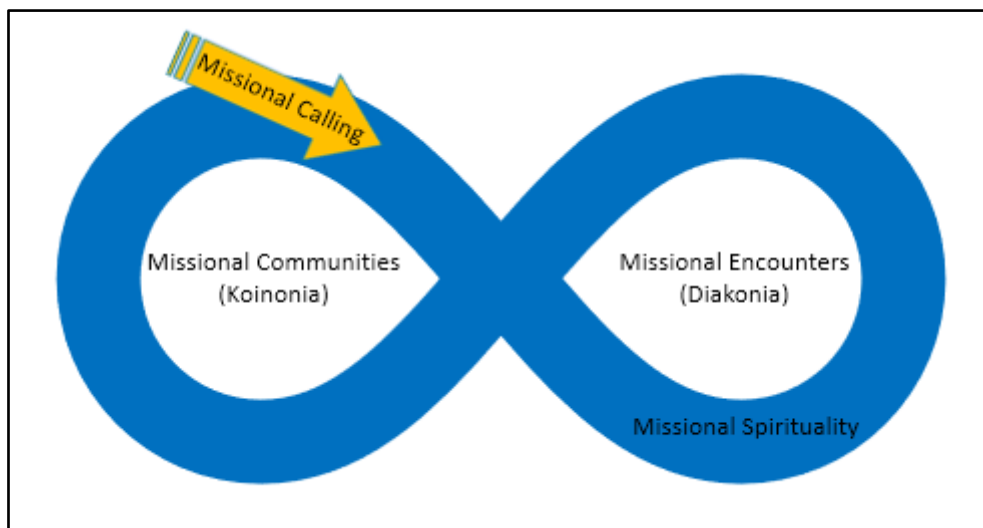 Missional Calling
Missional Communities
(Koinonia)
Missional Encounters
(Diakonia)
Missional Spirituality